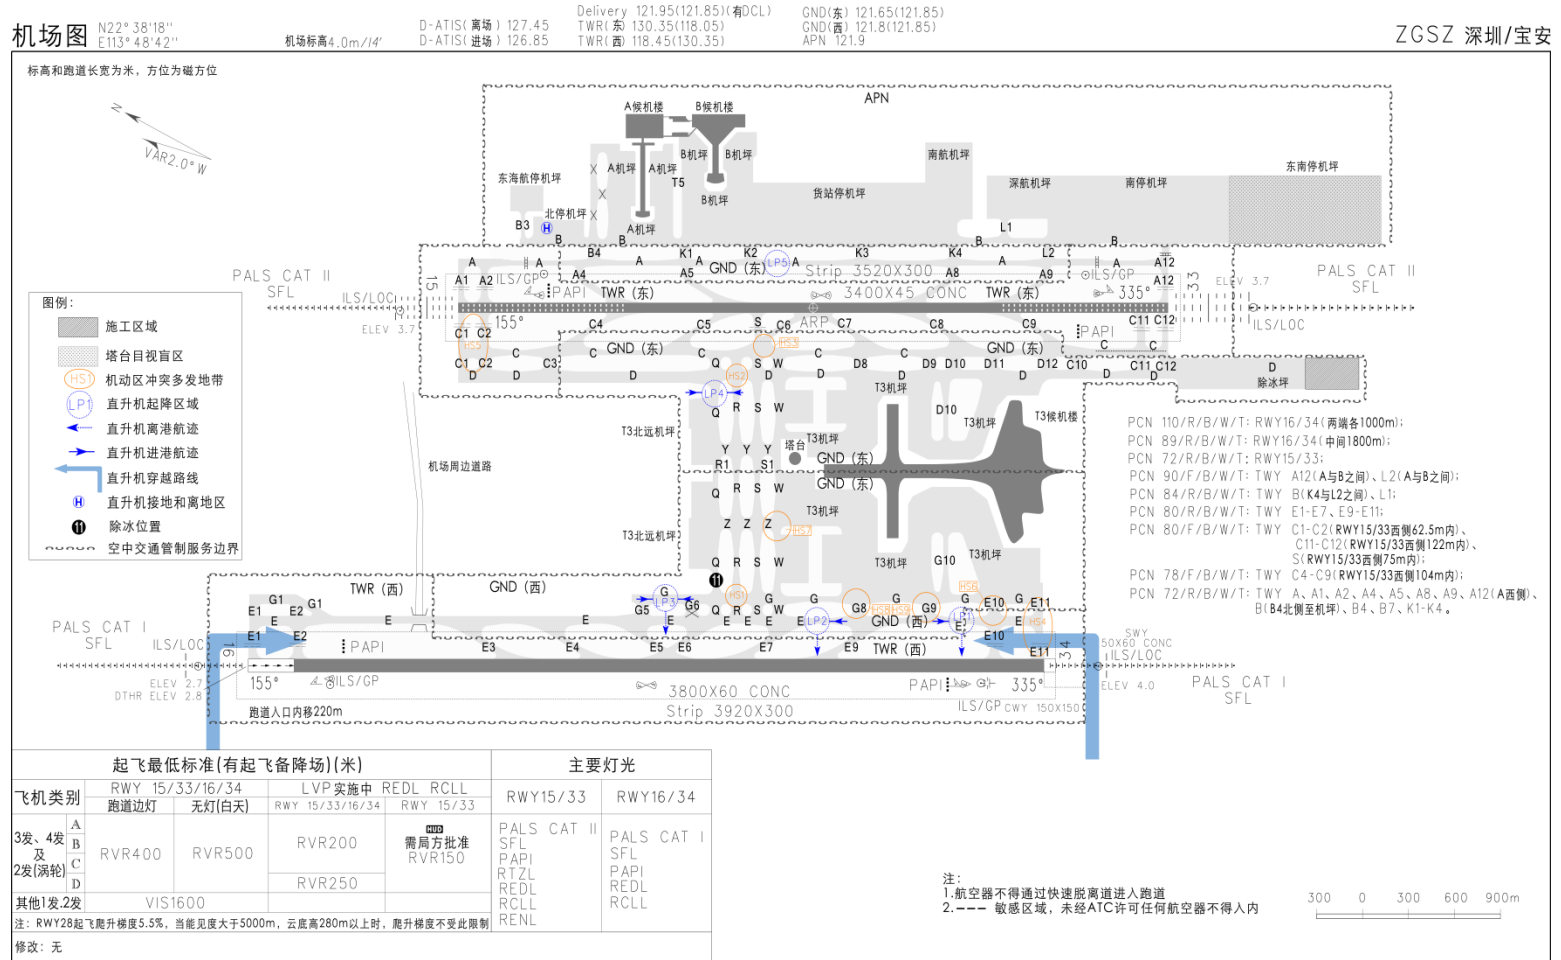 机场图
N22°38'18''
E113°48'42''
机场标高4.0m/14'
D-ATIS(离场) 127.45
D-ATIS(进场) 126.85
Delivery 121.95(121.85)(有DCL)
TWR(东) 130.35(118.05)
TWR(西) 118.45(130.35)
GND(东) 121.65(121.85)
GND(西) 121.8(121.85)
APN 121.9
ZGSZ 深圳/宝安
标高和跑道长宽为米，方位为磁方位
N
VAR2.0°W
APN
A候机楼 B候机楼
A机坪 A机坪 B机坪 B机坪
南航机坪
东南停机坪
东海航停机坪
T5
货站停机坪
深航机坪
南停机坪
B机坪
北停机坪
B3 H
A机坪
L1
B B B B
B4 K1 K2 K3 K4 L2
A A A A A A A A12
GND (东) LP5
PALS CAT II
SFL
15
A1 A2 ILS/GP A4 A5 Strip 3520X300 A8 A9 ILS/GP A12
33
PALS CAT II
SFL
ILS/LOC
PAPI TWR (东) 3400X45 CONC TWR (东) 335°
ELEV 3.7
ELEV 3.7
155°
ARP
ILS/LOC
C1 C2 C4 C5 S C6 C7 C8 C9 PAPI C11 C12
HS5 HS3
C C GND (东) C C C GND (东) C C
C1 C2 C3 Q S W D8 D9 D10 D11 D12 C10 C11 C12
D D D HS2 D D D D D D
除冰坪
LP4
T3机坪
Q R S W
D10
T3候机楼
T3北远机坪
T3机坪
T3机坪
塔台
Y Y Y
GND (东)
R1 S1
机场周边道路
GND (东)
Q R S W
T3机坪
Z Z Z HS7
T3北远机坪
Q R S W
T3机坪
G10
T3机坪
11
图例:
施工区域
塔台目视盲区
HS1 机动区冲突多发地带
LP1 直升机起降区域
直升机离港航迹
直升机进港航迹
直升机穿越路线
H 直升机接地和离地区
11 除冰位置
空中交通管制服务边界
PCN 110/R/B/W/T: RWY16/34(两端各1000m);
PCN 89/R/B/W/T: RWY16/34(中间1800m);
PCN 72/R/B/W/T: RWY15/33;
PCN 90/F/B/W/T: TWY A12(A与B之间)、L2(A与B之间);
PCN 84/R/B/W/T: TWY B(K4与L2之间)、L1;
PCN 80/R/B/W/T: TWY E1-E7、E9-E11;
PCN 80/F/B/W/T: TWY C1-C2(RWY15/33西侧62.5m内)、
C11-C12(RWY15/33西侧122m内)、
S(RWY15/33西侧75m内);
PCN 78/F/B/W/T: TWY C4-C9(RWY15/33西侧104m内);
PCN 72/R/B/W/T: TWY A、A1、A2、A4、A5、A8、A9、A12(A西侧)、
B(B4北侧至机坪)、B4、B7、K1-K4。
TWR (西) GND (西)
G1 G1 G LP3 HS1 G G G HS6 G E10 G E11
E1 E2 G5 G6 Q R S W G8 HS8 HS9 G9 LP1
E E E E E E E E LP2 GND (西) E E HS4
PALS CAT I
SFL
E1 E2
ILS/LOC
16
PAPI E3 E4 E5 E6 E7 E9 TWR (西) E10 E11
34
SWY
50X60 CONC
ILS/LOC
ELEV 2.7
DTHR ELEV 2.8
155° ILS/GP 3800X60 CONC PAPI 335° ELEV 4.0
PALS CAT I
SFL
跑道入口内移220m
Strip 3920X300
ILS/GP CWY 150X150
起飞最低标准(有起飞备降场)(米)
主要灯光
飞机类别
RWY 15/33/16/34
LVP实施中 REDL RCLL
跑道边灯 无灯(白天) RWY 15/33/16/34 RWY 15/33
RWY15/33 RWY16/34
3发、4发
及
2发(涡轮)
A
B
C
D
RVR400 RVR500
RVR200
RVR250
HUD
需局方批准
RVR150
其他1发.2发 VIS1600
PALS CAT II
SFL
PAPI
RTZL
REDL
RCLL
RENL
PALS CAT I
SFL
PAPI
REDL
RCLL
注: RWY28起飞爬升梯度5.5%，当能见度大于5000m，云底高280m以上时，爬升梯度不受此限制
修改: 无
注:
1.航空器不得通过快速脱离道进入跑道
2.--- 敏感区域，未经ATC许可任何航空器不得入内
300 0 300 600 900m